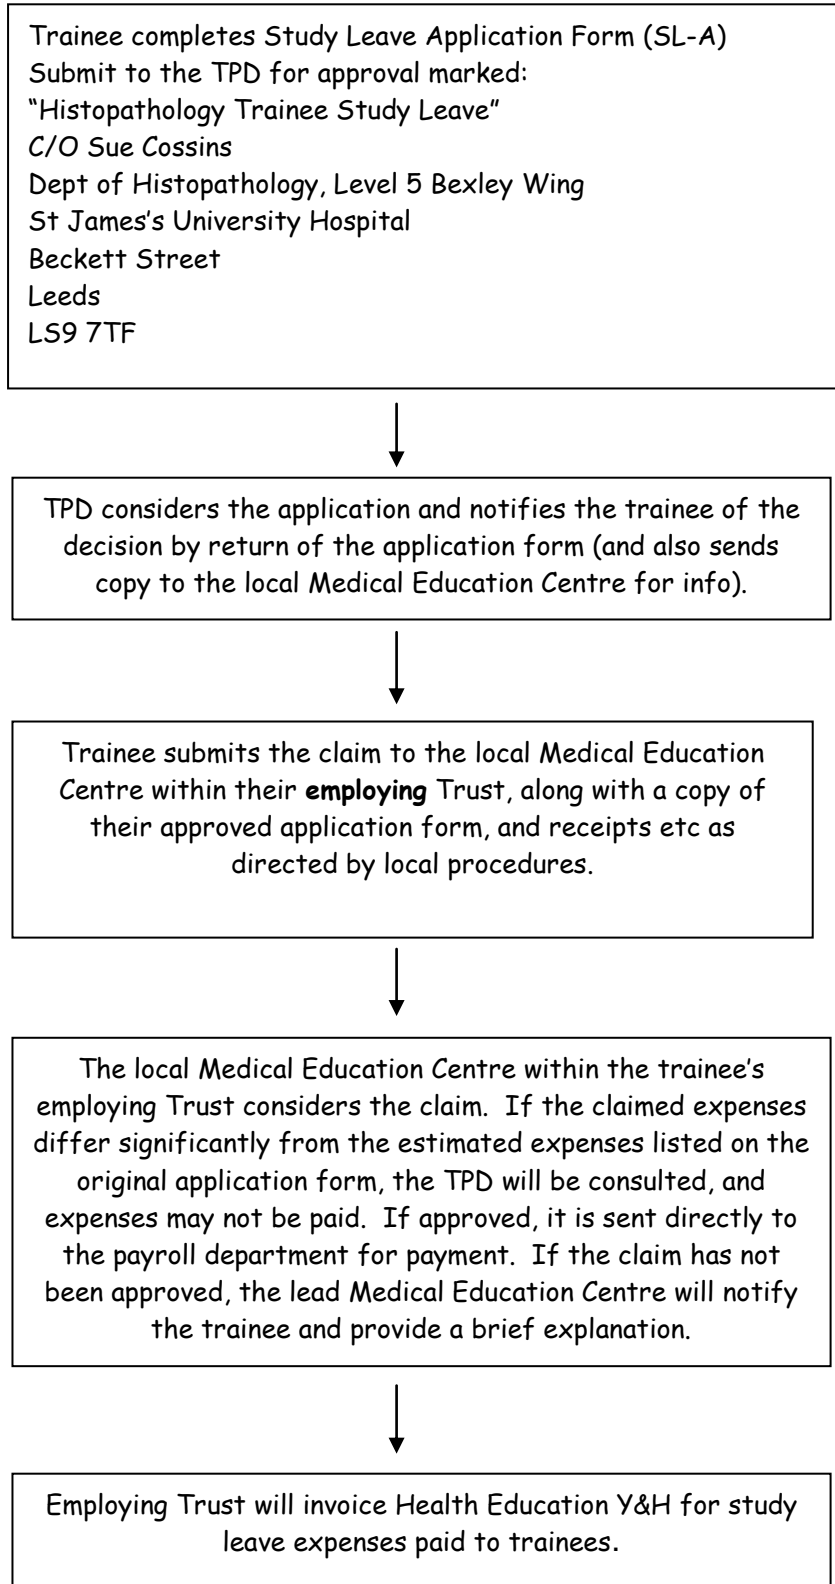 Trainee completes Study Leave Application Form (SL-A)
Submit to the TPD for approval marked:
“Histopathology Trainee Study Leave”
C/O Sue Cossins
Dept of Histopathology, Level 5 Bexley Wing
St James’s University Hospital
Beckett Street
Leeds
LS9 7TF
TPD considers the application and notifies the trainee of the
decision by return of the application form (and also sends
copy to the local Medical Education Centre for info).
Trainee submits the claim to the local Medical Education
Centre within their employing Trust, along with a copy of
their approved application form, and receipts etc as
directed by local procedures.
The local Medical Education Centre within the trainee’s
employing Trust considers the claim.  If the claimed expenses
differ significantly from the estimated expenses listed on the
original application form, the TPD will be consulted, and
expenses may not be paid.  If approved, it is sent directly to
the payroll department for payment.  If the claim has not
been approved, the lead Medical Education Centre will notify
the trainee and provide a brief explanation.
Employing Trust will invoice Health Education Y&H for study
leave expenses paid to trainees.